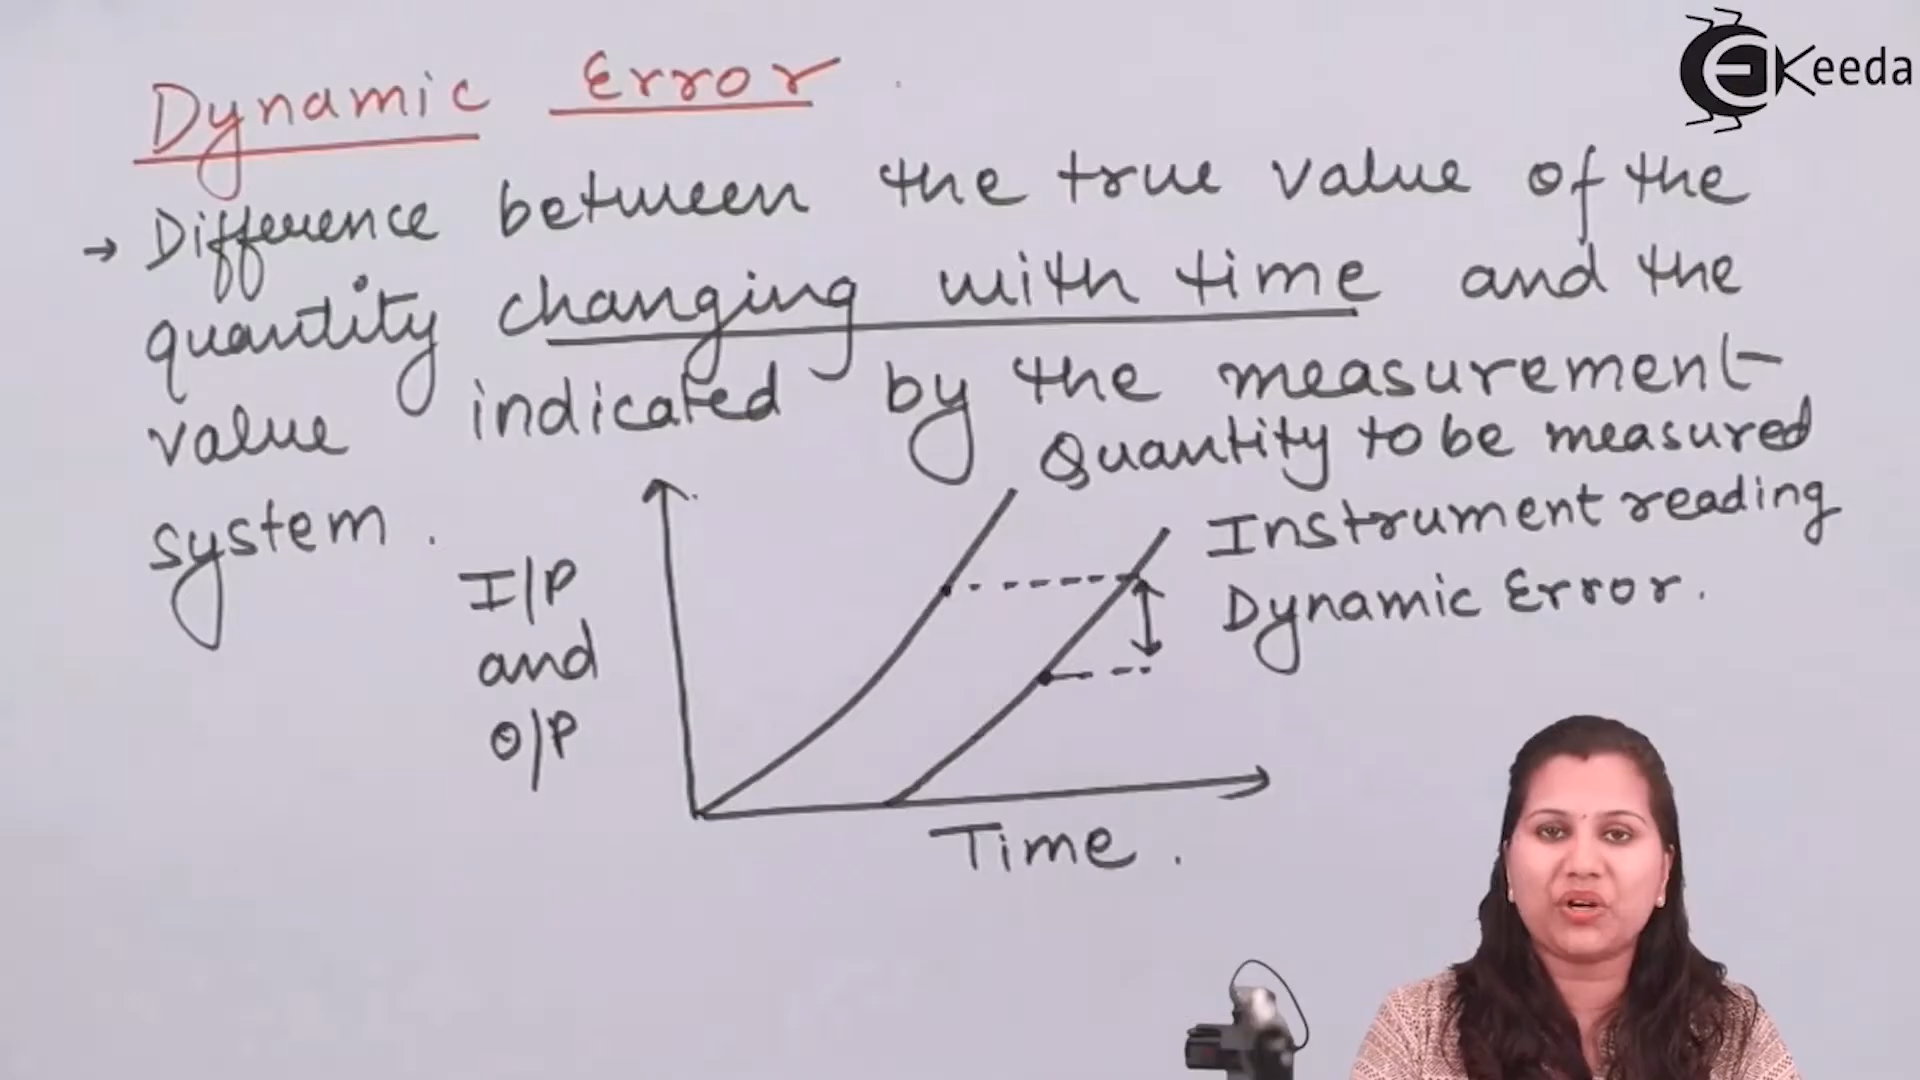 EKeeda
Dynamic Error
→ Difference between the true value of the
quantity changing with time and the
value indicated by the measurement
system.
Quantity to be measured
Instrument reading
Dynamic Error.
I/P
and
O/P
Time.